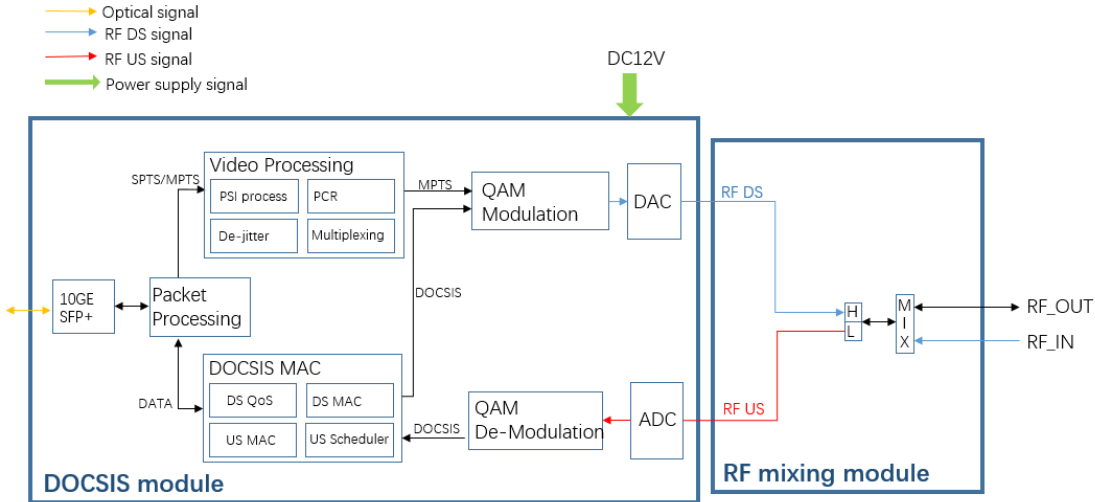 Optical signal
RF DS signal
RF US signal
Power supply signal
DC12V
Video Processing
SPTS/MPTS
PSI process
PCR
De-jitter
Multiplexing
MPTS
QAM
Modulation
DAC
RF DS
10GE
SFP+
Packet
Processing
DOCSIS
H
L
M
I
X
RF_OUT
RF_IN
DATA
DOCSIS MAC
DS QoS
DS MAC
US MAC
US Scheduler
DOCSIS
QAM
De-Modulation
ADC
RF US
DOCSIS module
RF mixing module